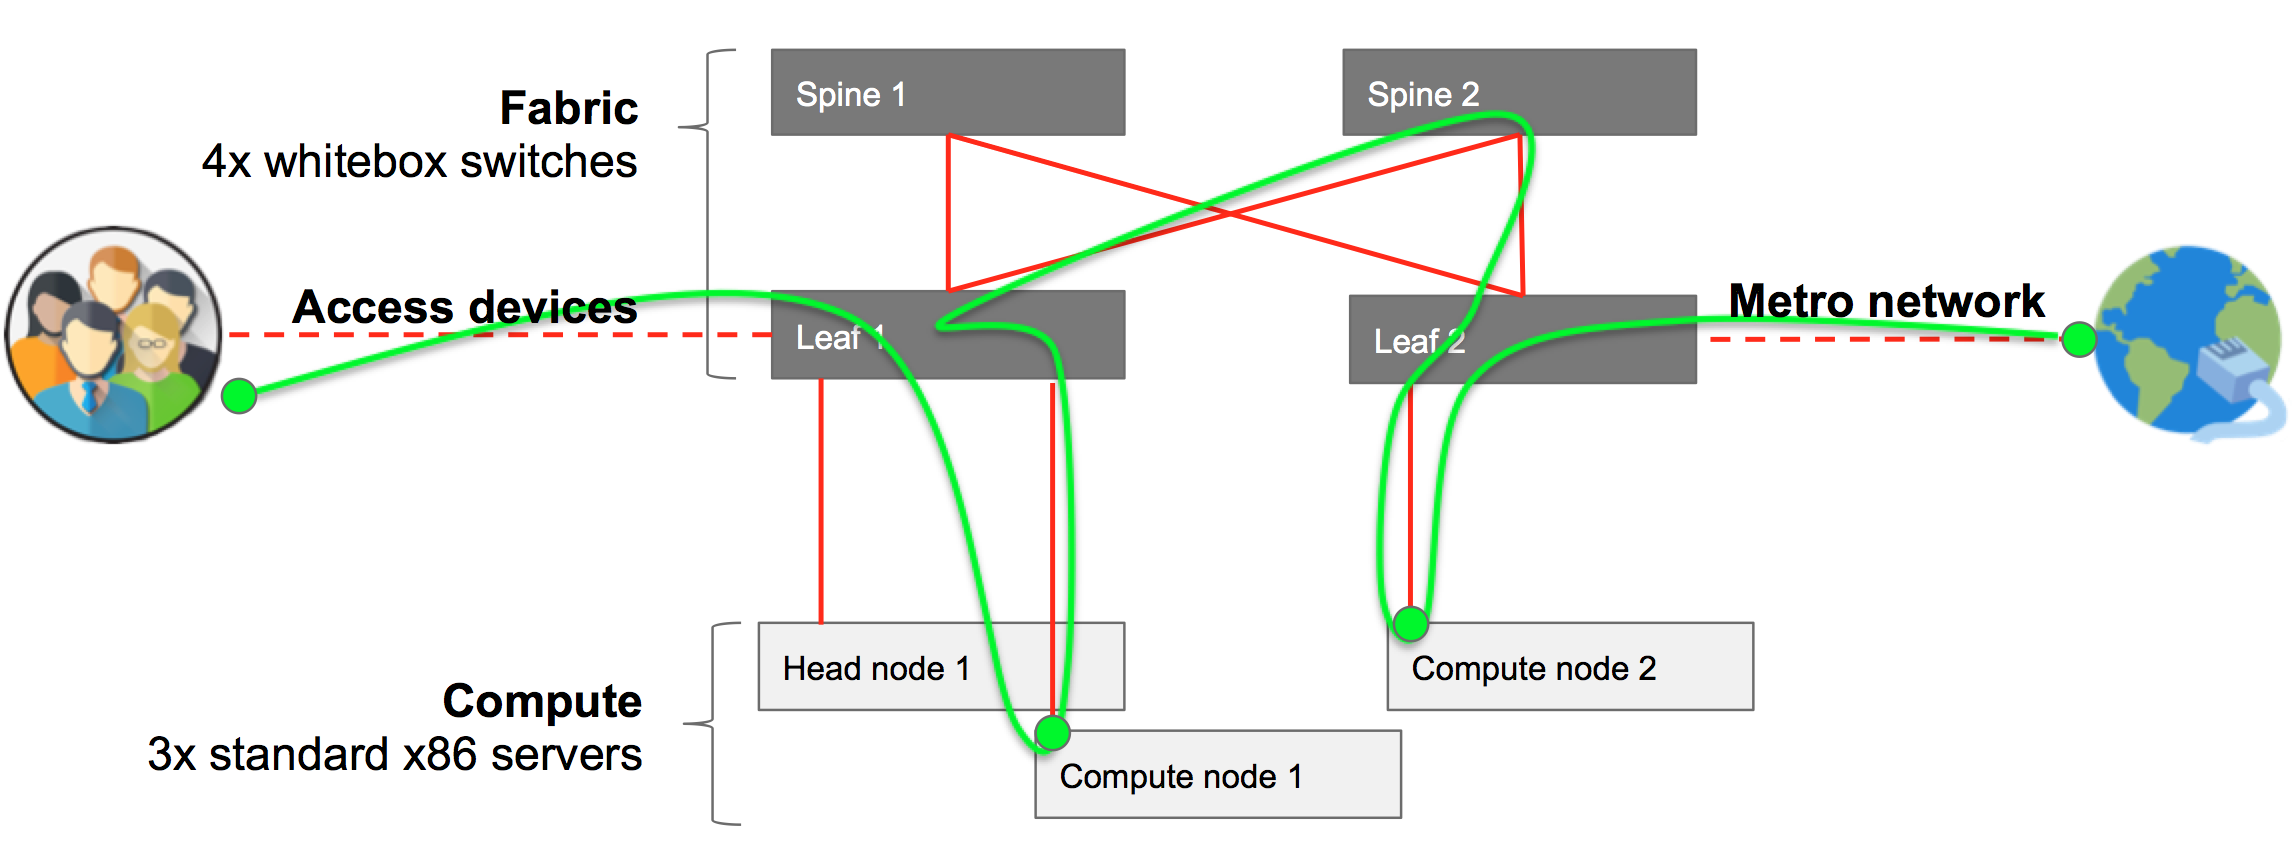 Spine 1
Spine 2
Fabric
4x whitebox switches
Access devices
Leaf 1
Leaf 2
Metro network
Head node 1
Compute node 2
Compute
3x standard x86 servers
Compute node 1